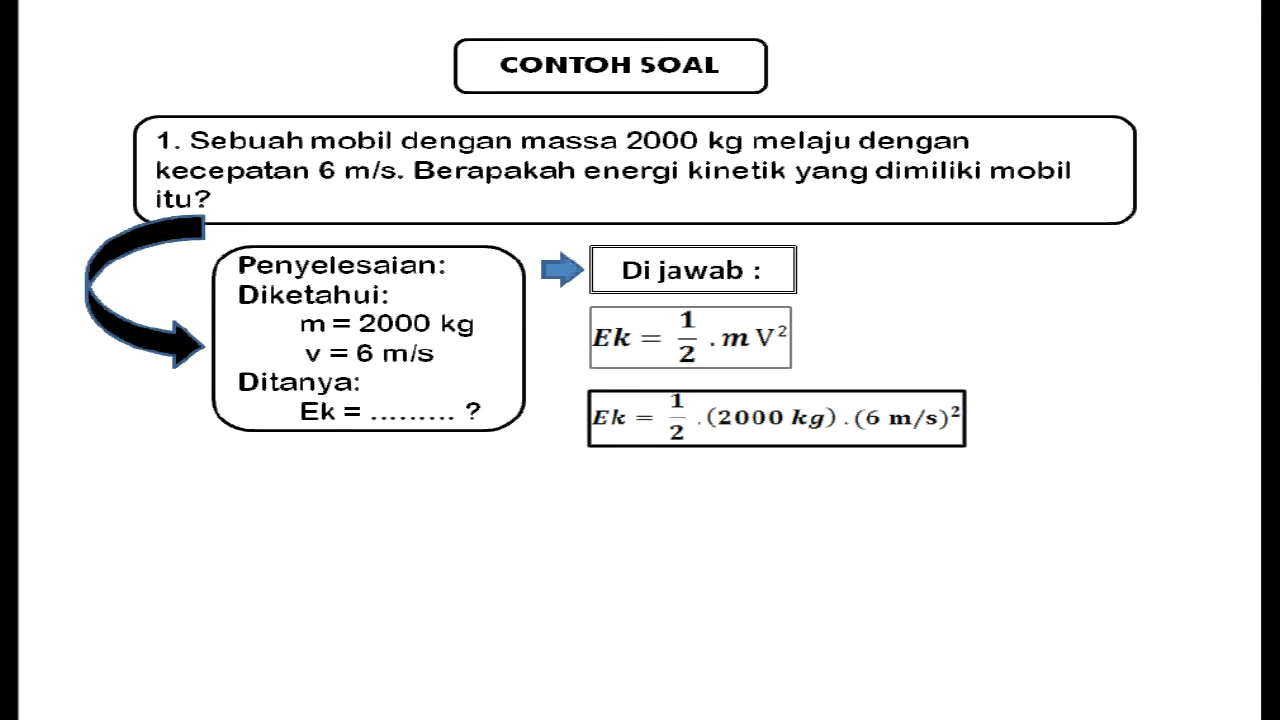 CONTOH SOAL
1. Sebuah mobil dengan massa 2000 kg melaju dengan
kecepatan 6 m/s. Berapakah energi kinetik yang dimiliki mobil
itu?
Penyelesaian:
Diketahui:
m = 2000 kg
v = 6 m/s
Ditanya:
Ek = ......... ?
Di jawab :
Ek = 1/2 . m V²
Ek = 1/2 . (2000 kg) . (6 m/s)²